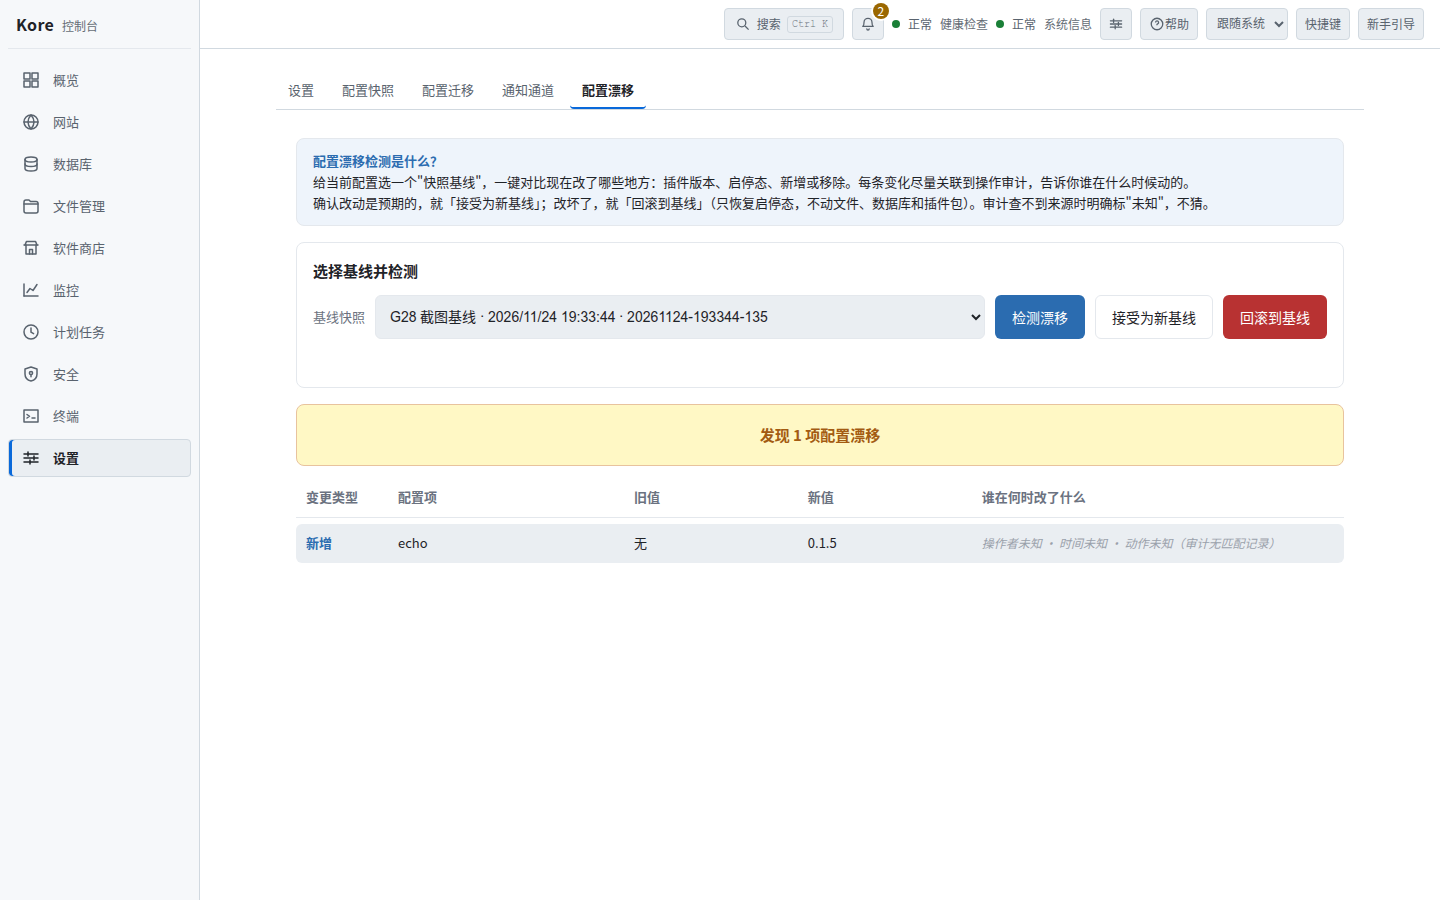 Kore 控制台
搜索 Ctrl K
2
正常 健康检查
正常 系统信息
帮助
跟随系统
快捷键
新手引导
概览
网站
数据库
文件管理
软件商店
监控
计划任务
安全
终端
设置
设置 配置快照 配置迁移 通知通道 配置漂移
配置漂移检测是什么？
给当前配置选一个"快照基线"，一键对比现在改了哪些地方：插件版本、启停态、新增或移除。每条变化尽量关联到操作审计，告诉你谁在什么时候动的。
确认改动是预期的，就「接受为新基线」；改坏了，就「回滚到基线」（只恢复启停态，不动文件、数据库和插件包）。审计查不到来源时明确标"未知"，不猜。
选择基线并检测
基线快照 G28 截图基线 · 2026/11/24 19:33:44 · 20261124-193344-135 检测漂移 接受为新基线 回滚到基线
发现 1 项配置漂移
变更类型 配置项 旧值 新值 谁在何时改了什么
新增 echo 无 0.1.5 操作者未知 · 时间未知 · 动作未知（审计无匹配记录）